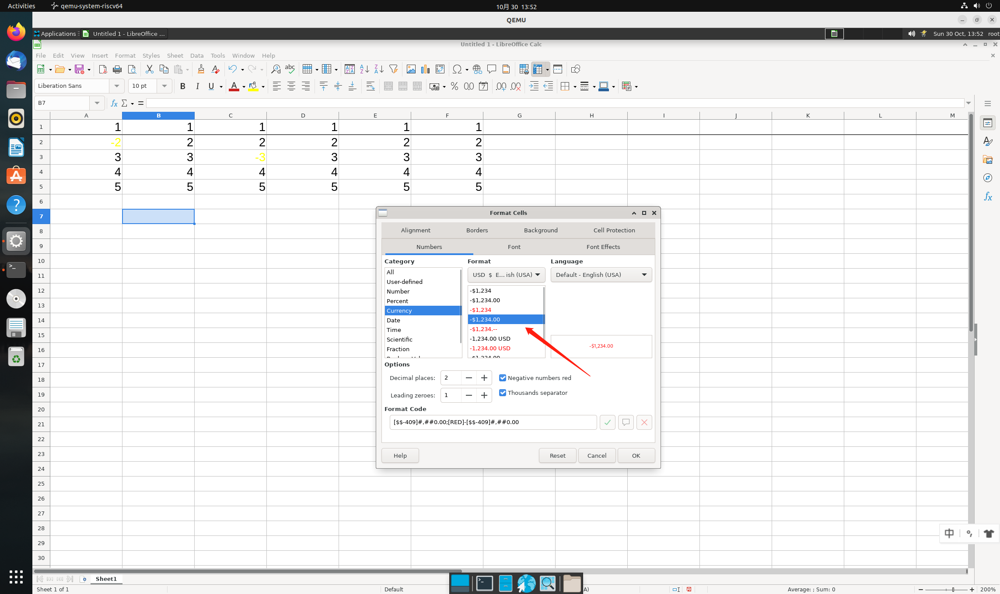 Activities qemu-system-riscv64 10月 30 13:52
QEMU
Applications Untitled 1 - LibreOffice ... Sun 30 Oct, 13:52 root
Untitled 1 - LibreOffice Calc
File Edit View Insert Format Styles Sheet Data Tools Window Help
Liberation Sans 10 pt B I U A % 0.0 7 .00 .00
B7 fx Σ =
A B C D E F G H I J K L M
1 1 1 1 1 1 1
2 -2 2 2 2 2 2
3 3 3 -3 3 3 3
4 4 4 4 4 4 4
5 5 5 5 5 5 5
6
7
8
9
10
11
12
13
14
15
16
17
18
19
20
21
22
23
24
25
26
27
28
29
30
Format Cells
Alignment Borders Background Cell Protection
Numbers Font Font Effects
Category Format Language
All
User-defined
Number
Percent
Currency
Date
Time
Scientific
Fraction
USD $ E... ish (USA)
Default - English (USA)
-$1,234
-$1,234.00
-$1,234
-$1,234.00
-$1,234.--
-1,234.00 USD
-1,234.00 USD
-$1,234.00
Options
Decimal places: 2 Negative numbers red
Leading zeroes: 1 Thousands separator
Format Code
[$$-409]#,##0.00;[RED]-[$$-409]#,##0.00
Help Reset Cancel OK
中
Sheet1
Sheet 1 of 1 Default A) Average: ; Sum: 0 200%